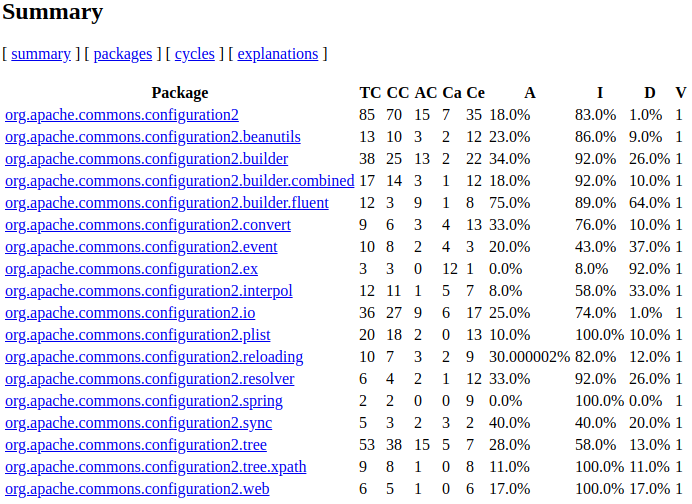 Summary
[ summary ] [ packages ] [ cycles ] [ explanations ]
Package TC CC AC Ca Ce A I D V
org.apache.commons.configuration2 85 70 15 7 35 18.0% 83.0% 1.0% 1
org.apache.commons.configuration2.beanutils 13 10 3 2 12 23.0% 86.0% 9.0% 1
org.apache.commons.configuration2.builder 38 25 13 2 22 34.0% 92.0% 26.0% 1
org.apache.commons.configuration2.builder.combined 17 14 3 1 12 18.0% 92.0% 10.0% 1
org.apache.commons.configuration2.builder.fluent 12 3 9 1 8 75.0% 89.0% 64.0% 1
org.apache.commons.configuration2.convert 9 6 3 4 13 33.0% 76.0% 10.0% 1
org.apache.commons.configuration2.event 10 8 2 4 3 20.0% 43.0% 37.0% 1
org.apache.commons.configuration2.ex 3 3 0 12 1 0.0% 8.0% 92.0% 1
org.apache.commons.configuration2.interpol 12 11 1 5 7 8.0% 58.0% 33.0% 1
org.apache.commons.configuration2.io 36 27 9 6 17 25.0% 74.0% 1.0% 1
org.apache.commons.configuration2.plist 20 18 2 0 13 10.0% 100.0% 10.0% 1
org.apache.commons.configuration2.reloading 10 7 3 2 9 30.000002% 82.0% 12.0% 1
org.apache.commons.configuration2.resolver 6 4 2 1 12 33.0% 92.0% 26.0% 1
org.apache.commons.configuration2.spring 2 2 0 0 9 0.0% 100.0% 0.0% 1
org.apache.commons.configuration2.sync 5 3 2 3 2 40.0% 40.0% 20.0% 1
org.apache.commons.configuration2.tree 53 38 15 5 7 28.0% 58.0% 13.0% 1
org.apache.commons.configuration2.tree.xpath 9 8 1 0 8 11.0% 100.0% 11.0% 1
org.apache.commons.configuration2.web 6 5 1 0 6 17.0% 100.0% 17.0% 1